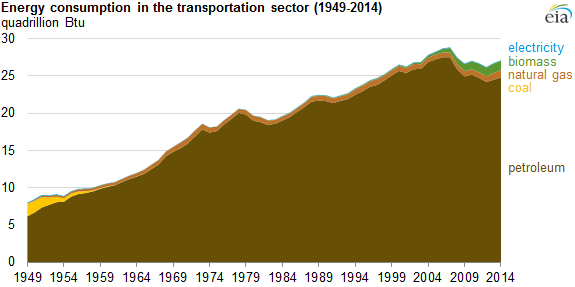 Energy consumption in the transportation sector (1949-2014)
quadrillion Btu
eia
30
25
20
15
10
5
0
electricity
biomass
natural gas
coal
petroleum
1949 1954 1959 1964 1969 1974 1979 1984 1989 1994 1999 2004 2009 2014